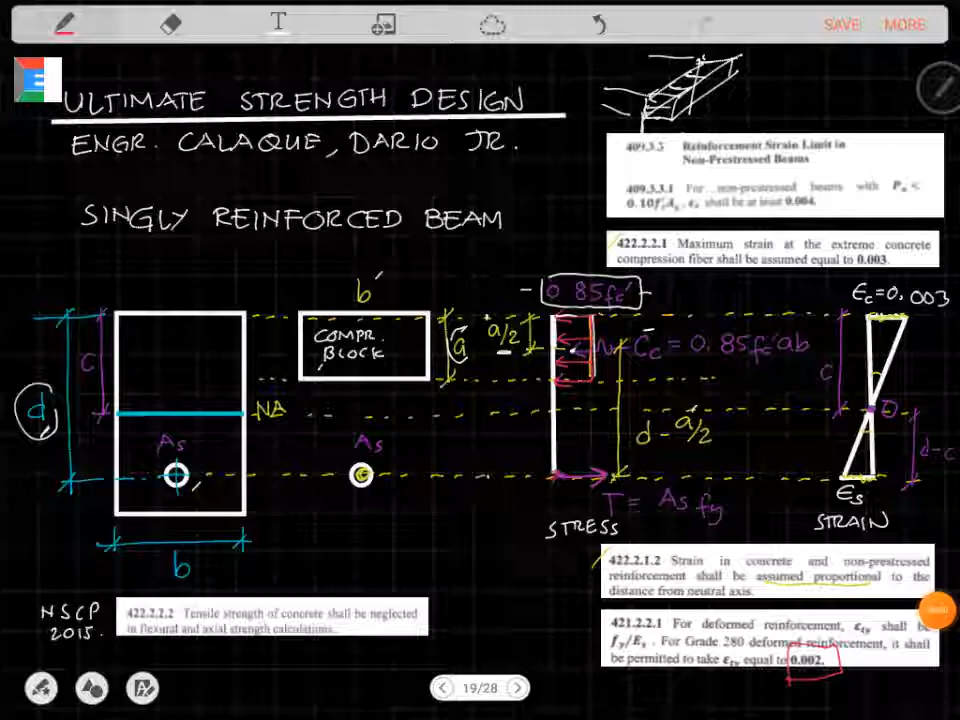 SAVE MORE
E
ULTIMATE STRENGTH DESIGN
ENGR. CALAQUE, DARIO JR.
SINGLY REINFORCED BEAM
409.3.3 Reinforcement Strain Limit in
Non-Prestressed Beams
409.3.3.1 For non-prestressed beams with Pu <
0.10f'cAg, εt shall be at least 0.004.
422.2.2.1 Maximum strain at the extreme concrete
compression fiber shall be assumed equal to 0.003.
b
0.85fc'
Ɛc=0.003
COMPR.
BLOCK
a
a/2
Cc = 0.85fc'ab
c
c
d
NA
d - a/2
O
d-c
As
As
T = As fy
Ɛs
STRESS
STRAIN
b
422.2.1.2 Strain in concrete and non-prestressed
reinforcement shall be assumed proportional to the
distance from neutral axis.
NSCP
2015.
422.2.2.2 Tensile strength of concrete shall be neglected
in flexural and axial strength calculations.
421.2.2.1 For deformed reinforcement, εty shall be
fy/Es. For Grade 280 deformed reinforcement, it shall
be permitted to take εty equal to 0.002.
19/28